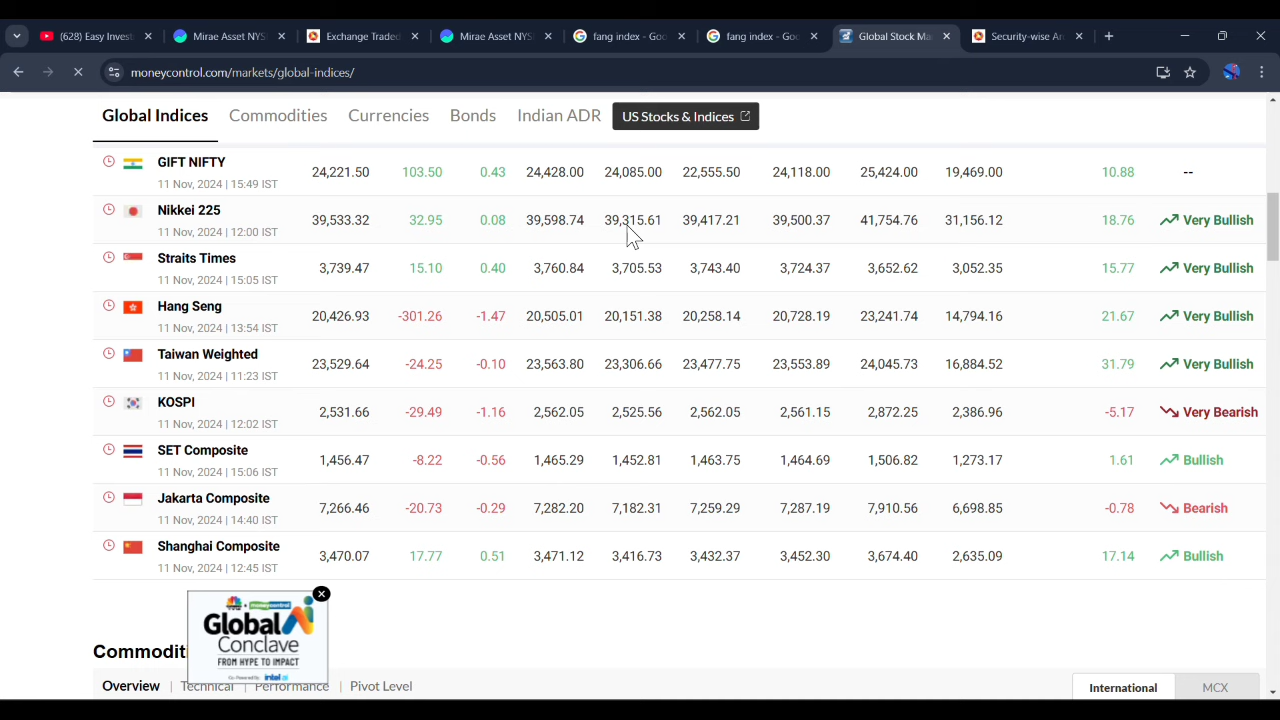 (628) Easy Invest
Mirae Asset NYS
Exchange Traded
Mirae Asset NYS
fang index - Goo
fang index - Goo
Global Stock Ma
Security-wise Ar
moneycontrol.com/markets/global-indices/
Global Indices Commodities Currencies Bonds Indian ADR US Stocks & Indices
GIFT NIFTY 24,221.50 103.50 0.43 24,428.00 24,085.00 22,555.50 24,118.00 25,424.00 19,469.00 10.88 --
11 Nov, 2024 | 15:49 IST
Nikkei 225 39,533.32 32.95 0.08 39,598.74 39,315.61 39,417.21 39,500.37 41,754.76 31,156.12 18.76 Very Bullish
11 Nov, 2024 | 12:00 IST
Straits Times 3,739.47 15.10 0.40 3,760.84 3,705.53 3,743.40 3,724.37 3,652.62 3,052.35 15.77 Very Bullish
11 Nov, 2024 | 15:05 IST
Hang Seng 20,426.93 -301.26 -1.47 20,505.01 20,151.38 20,258.14 20,728.19 23,241.74 14,794.16 21.67 Very Bullish
11 Nov, 2024 | 13:54 IST
Taiwan Weighted 23,529.64 -24.25 -0.10 23,563.80 23,306.66 23,477.75 23,553.89 24,045.73 16,884.52 31.79 Very Bullish
11 Nov, 2024 | 11:23 IST
KOSPI 2,531.66 -29.49 -1.16 2,562.05 2,525.56 2,562.05 2,561.15 2,872.25 2,386.96 -5.17 Very Bearish
11 Nov, 2024 | 12:02 IST
SET Composite 1,456.47 -8.22 -0.56 1,465.29 1,452.81 1,463.75 1,464.69 1,506.82 1,273.17 1.61 Bullish
11 Nov, 2024 | 15:06 IST
Jakarta Composite 7,266.46 -20.73 -0.29 7,282.20 7,182.31 7,259.29 7,287.19 7,910.56 6,698.85 -0.78 Bearish
11 Nov, 2024 | 14:40 IST
Shanghai Composite 3,470.07 17.77 0.51 3,471.12 3,416.73 3,432.37 3,452.30 3,674.40 2,635.09 17.14 Bullish
11 Nov, 2024 | 12:45 IST
moneycontrol
Global Ai
Conclave
FROM HYPE TO IMPACT
Co-Powered by intel ai
Commoditi
Overview | Technical | Performance | Pivot Level International MCX